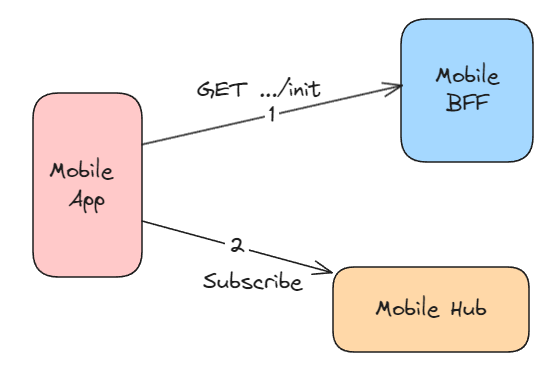 GET .../init
1
Mobile
BFF
Mobile
App
2
Subscribe
Mobile Hub